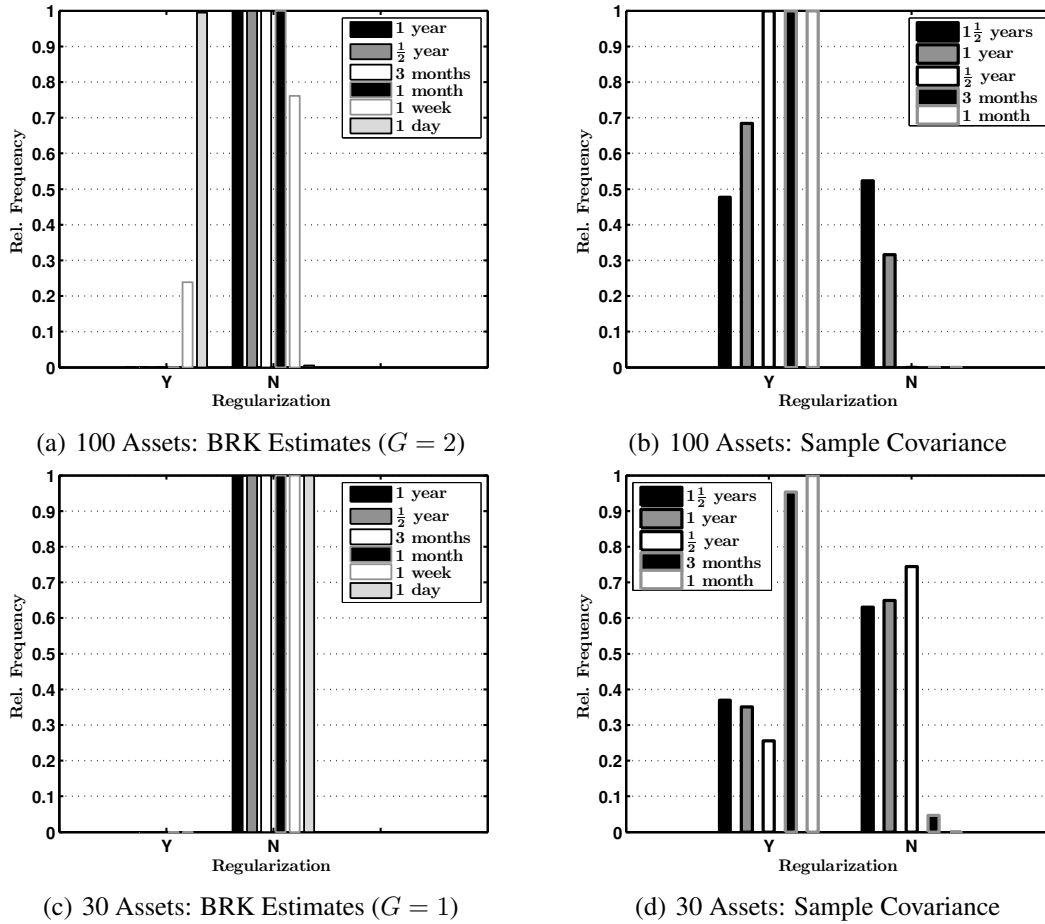 1
0.9
0.8
0.7
0.6
0.5
0.4
0.3
0.2
0.1
0
Rel. Frequency
1 year
½ year
3 months
1 month
1 week
1 day
Y
N
Regularization
(a) 100 Assets: BRK Estimates (G = 2)
1
0.9
0.8
0.7
0.6
0.5
0.4
0.3
0.2
0.1
0
Rel. Frequency
1½ years
1 year
½ year
3 months
1 month
Y
N
Regularization
(b) 100 Assets: Sample Covariance
1
0.9
0.8
0.7
0.6
0.5
0.4
0.3
0.2
0.1
0
Rel. Frequency
1 year
½ year
3 months
1 month
1 week
1 day
Y
N
Regularization
(c) 30 Assets: BRK Estimates (G = 1)
1
0.9
0.8
0.7
0.6
0.5
0.4
0.3
0.2
0.1
0
Rel. Frequency
1½ years
1 year
½ year
3 months
1 month
Y
N
Regularization
(d) 30 Assets: Sample Covariance